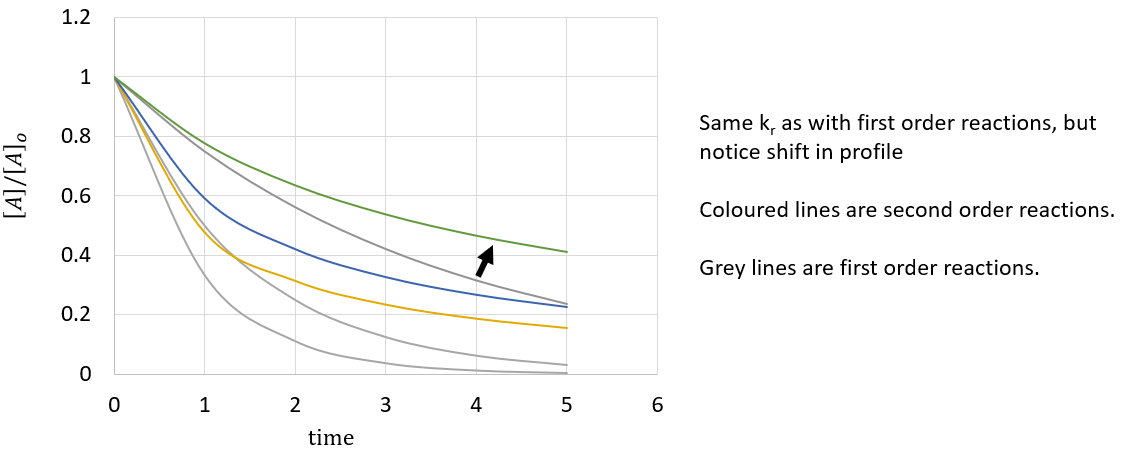 1.2
1
0.8
0.6
0.4
0.2
0
[A]/[A]ₒ
0 1 2 3 4 5 6
time
Same kᵣ as with first order reactions, but
notice shift in profile
Coloured lines are second order reactions.
Grey lines are first order reactions.